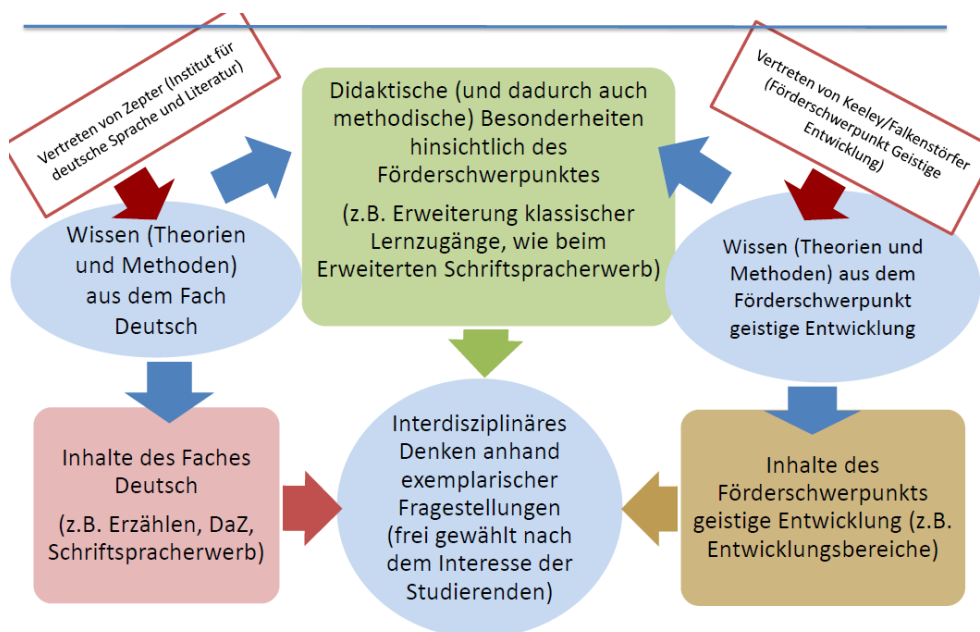 Vertreten von Zepter (Institut für
deutsche Sprache und Literatur)
Didaktische (und dadurch auch
methodische) Besonderheiten
hinsichtlich des
Förderschwerpunktes
(z.B. Erweiterung klassischer
Lernzugänge, wie beim
Erweiterten Schriftspracherwerb)
Vertreten von Keeley/Falkenstörfer
(Förderschwerpunkt Geistige
Entwicklung)
Wissen (Theorien
und Methoden)
aus dem Fach
Deutsch
Wissen (Theorien und
Methoden) aus dem
Förderschwerpunkt
geistige Entwicklung
Inhalte des Faches
Deutsch
(z.B. Erzählen, DaZ,
Schriftspracherwerb)
Interdisziplinäres
Denken anhand
exemplarischer
Fragestellungen
(frei gewählt nach
dem Interesse der
Studierenden)
Inhalte des
Förderschwerpunkts
geistige Entwicklung (z.B.
Entwicklungsbereiche)